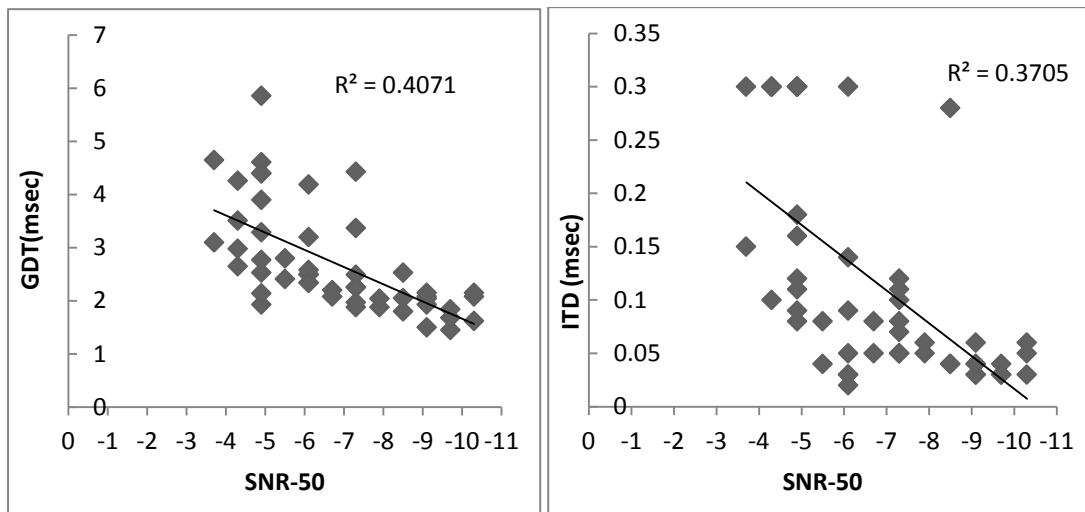 7
6
5
4
3
2
1
0
GDT(msec)
R² = 0.4071
0 -1 -2 -3 -4 -5 -6 -7 -8 -9 -10 -11
SNR-50
0.35
0.3
0.25
0.2
0.15
0.1
0.05
0
ITD (msec)
R² = 0.3705
0 -1 -2 -3 -4 -5 -6 -7 -8 -9 -10 -11
SNR-50